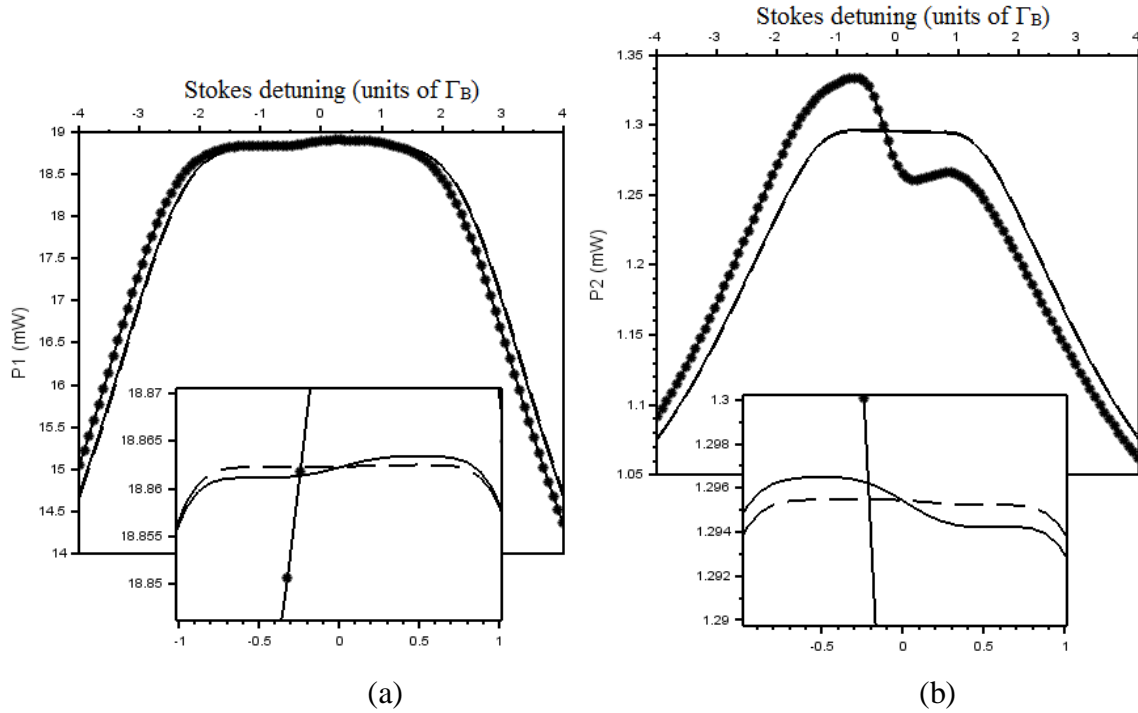 Stokes detuning (units of ΓB)
-4 -3 -2 -1 0 1 2 3 4
19
18.5
18
17.5
17
16.5
16
15.5
15
14.5
14
P1 (mW)
18.87
18.865
18.86
18.855
18.85
-1 -0.5 0 0.5 1
(a)
Stokes detuning (units of ΓB)
-4 -3 -2 -1 0 1 2 3 4
1.35
1.3
1.25
1.2
1.15
1.1
1.05
P2 (mW)
1.3
1.298
1.296
1.294
1.292
1.29
-0.5 0 0.5 1
(b)